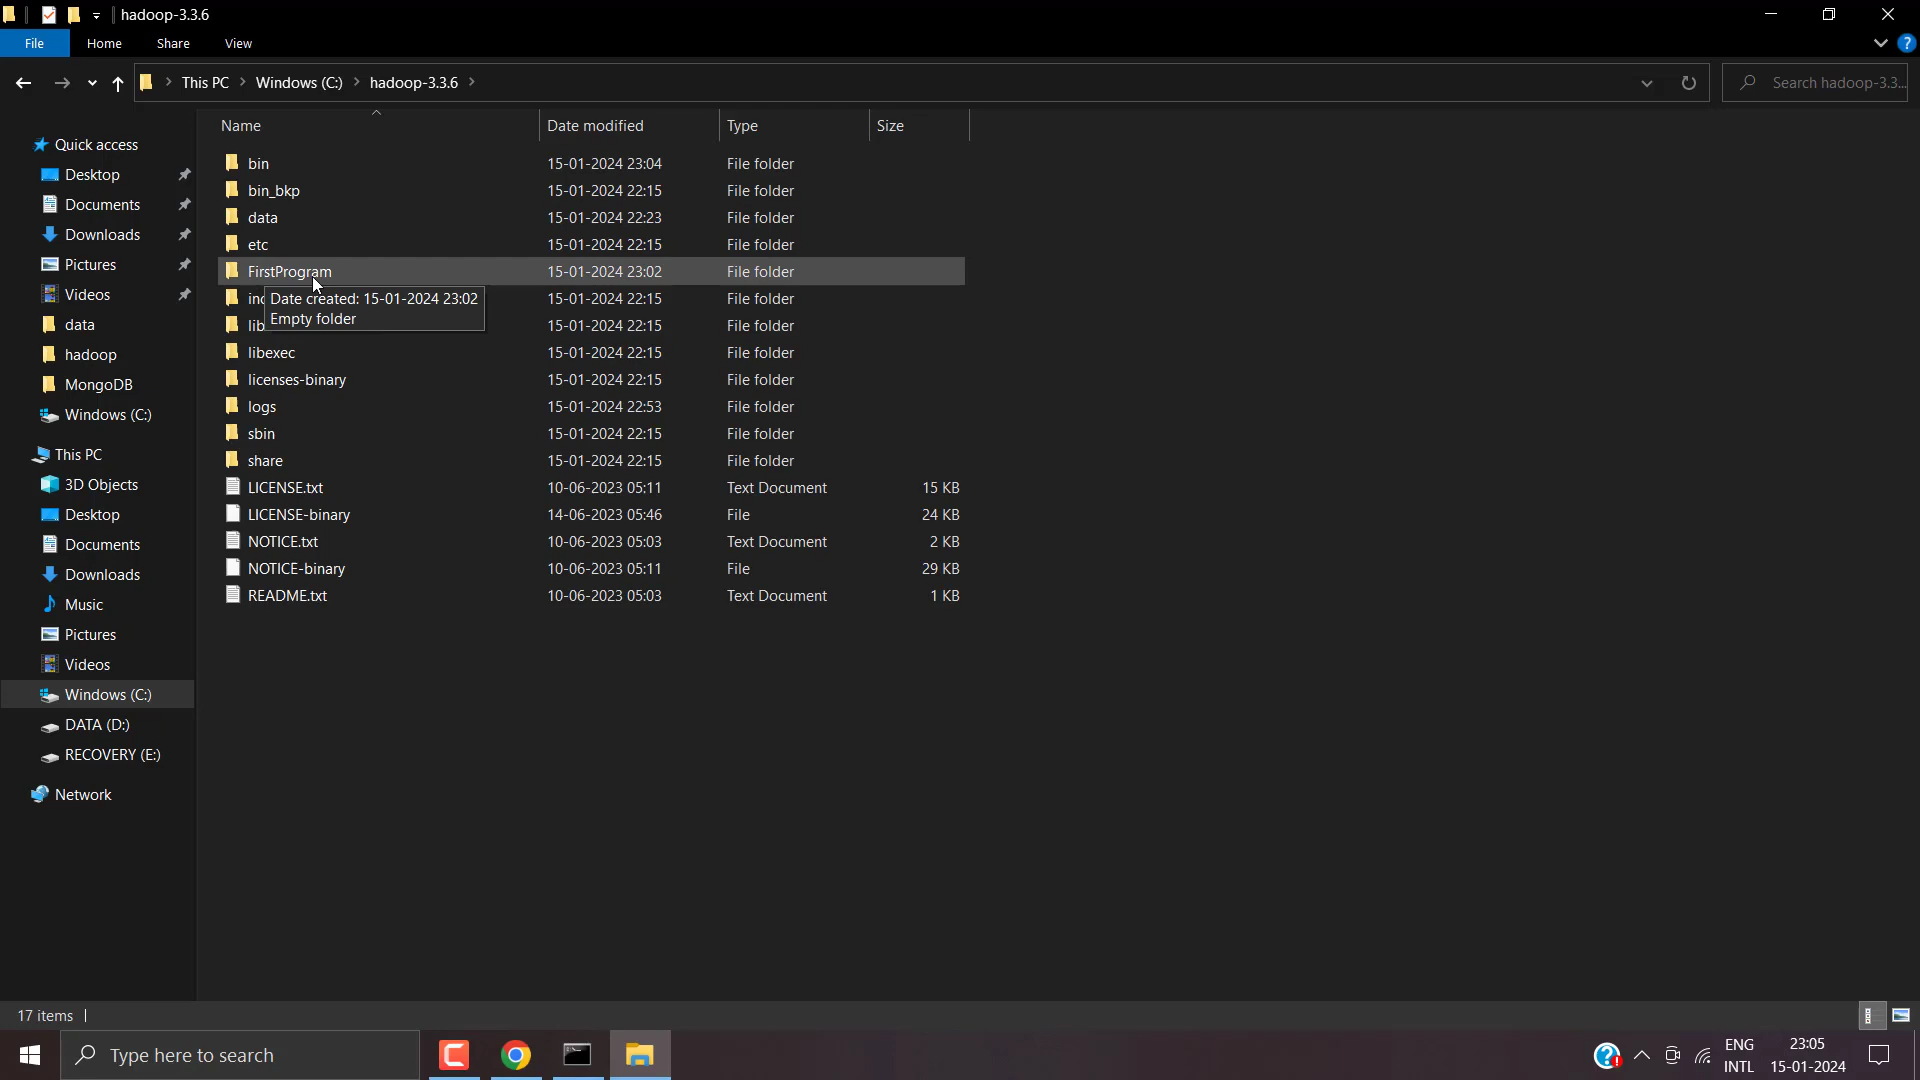 hadoop-3.3.6
File Home Share View
This PC Windows (C:) hadoop-3.3.6
Search hadoop-3.3...
Quick access
Desktop
Documents
Downloads
Pictures
Videos
data
hadoop
MongoDB
Windows (C:)
This PC
3D Objects
Desktop
Documents
Downloads
Music
Pictures
Videos
Windows (C:)
DATA (D:)
RECOVERY (E:)
Network
Name Date modified Type Size
bin 15-01-2024 23:04 File folder
bin_bkp 15-01-2024 22:15 File folder
data 15-01-2024 22:23 File folder
etc 15-01-2024 22:15 File folder
FirstProgram 15-01-2024 23:02 File folder
15-01-2024 22:15 File folder
Date created: 15-01-2024 23:02
Empty folder
lib 15-01-2024 22:15 File folder
libexec 15-01-2024 22:15 File folder
licenses-binary 15-01-2024 22:15 File folder
logs 15-01-2024 22:53 File folder
sbin 15-01-2024 22:15 File folder
share 15-01-2024 22:15 File folder
LICENSE.txt 10-06-2023 05:11 Text Document 15 KB
LICENSE-binary 14-06-2023 05:46 File 24 KB
NOTICE.txt 10-06-2023 05:03 Text Document 2 KB
NOTICE-binary 10-06-2023 05:11 File 29 KB
README.txt 10-06-2023 05:03 Text Document 1 KB
17 items
Type here to search
ENG
INTL
23:05
15-01-2024